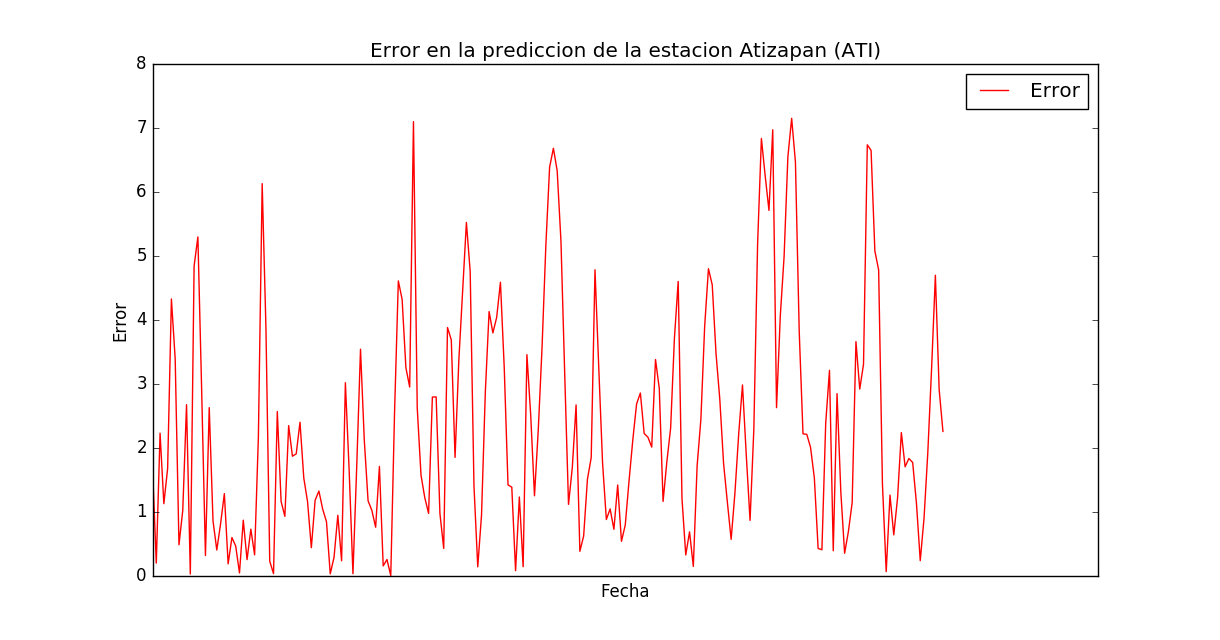 Error en la prediccion de la estacion Atizapan (ATI)
8
7
6
5
4
3
2
1
0
Error
Error
Fecha